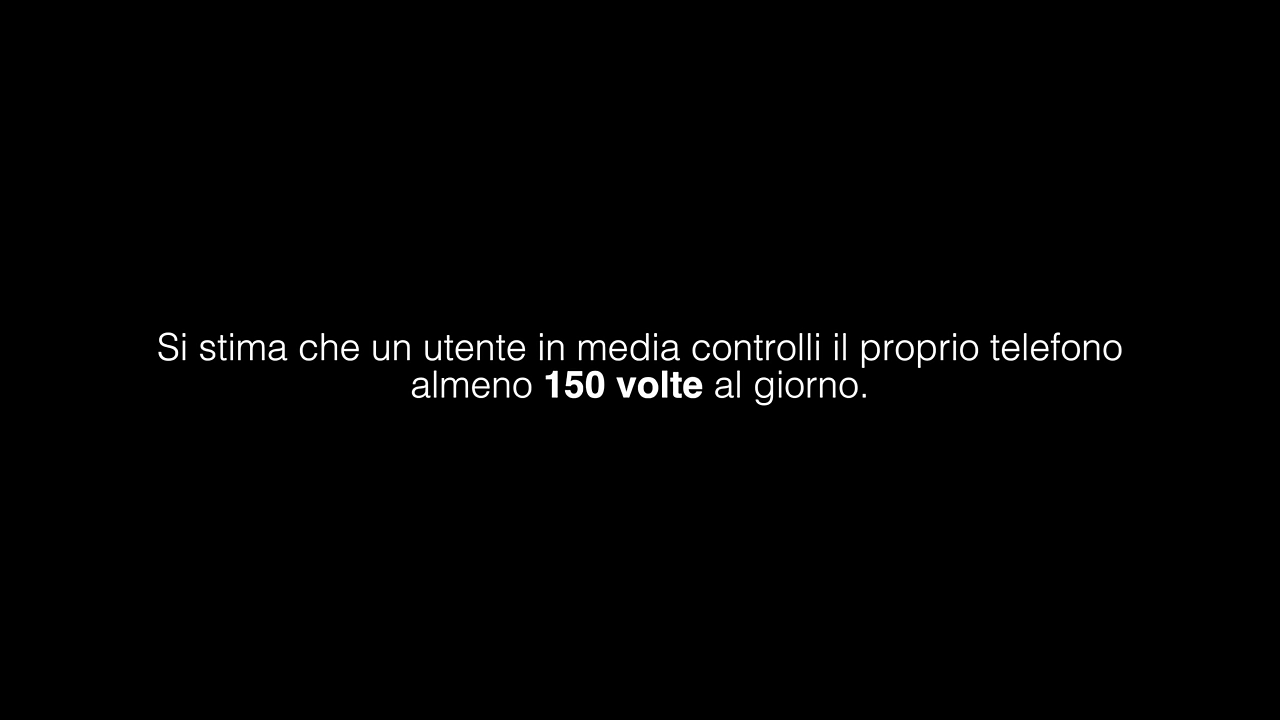 Si stima che un utente in media controlli il proprio telefono
almeno 150 volte al giorno.